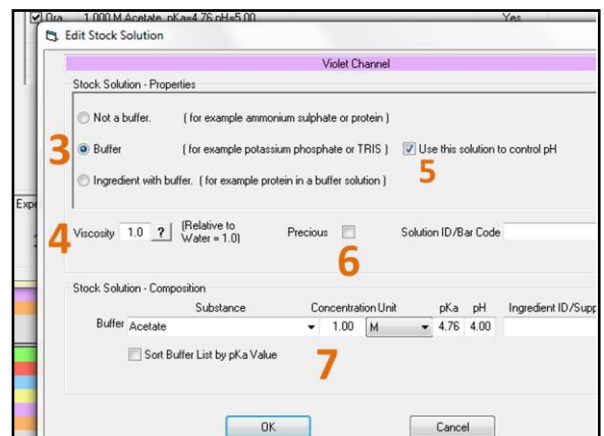 Ora 1.000 M Acetate pKa=4.76 pH=5.00 Yes
Edit Stock Solution
Violet Channel
Stock Solution - Properties
Not a buffer. (for example ammonium sulphate or protein)
3 Buffer (for example potassium phosphate or TRIS) Use this solution to control pH
5
Ingredient with buffer. (for example protein in a buffer solution)
Expe
4 Viscosity 1.0 ? (Relative to Water = 1.0) Precious Solution ID/Bar Code
6
Stock Solution - Composition
Substance Concentration Unit pKa pH Ingredient ID/Supp
Buffer Acetate 1.00 M 4.76 4.00
Sort Buffer List by pKa Value 7
OK Cancel